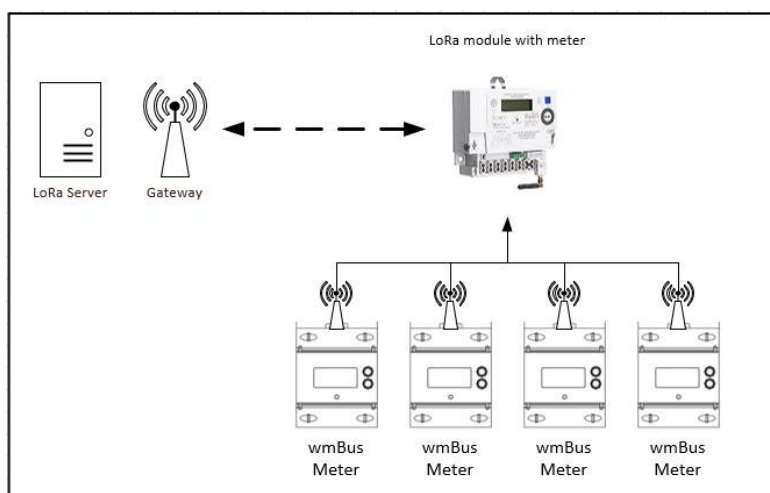 LoRa module with meter
LoRa Server
Gateway
wmBus
Meter
wmBus
Meter
wmBus
Meter
wmBus
Meter